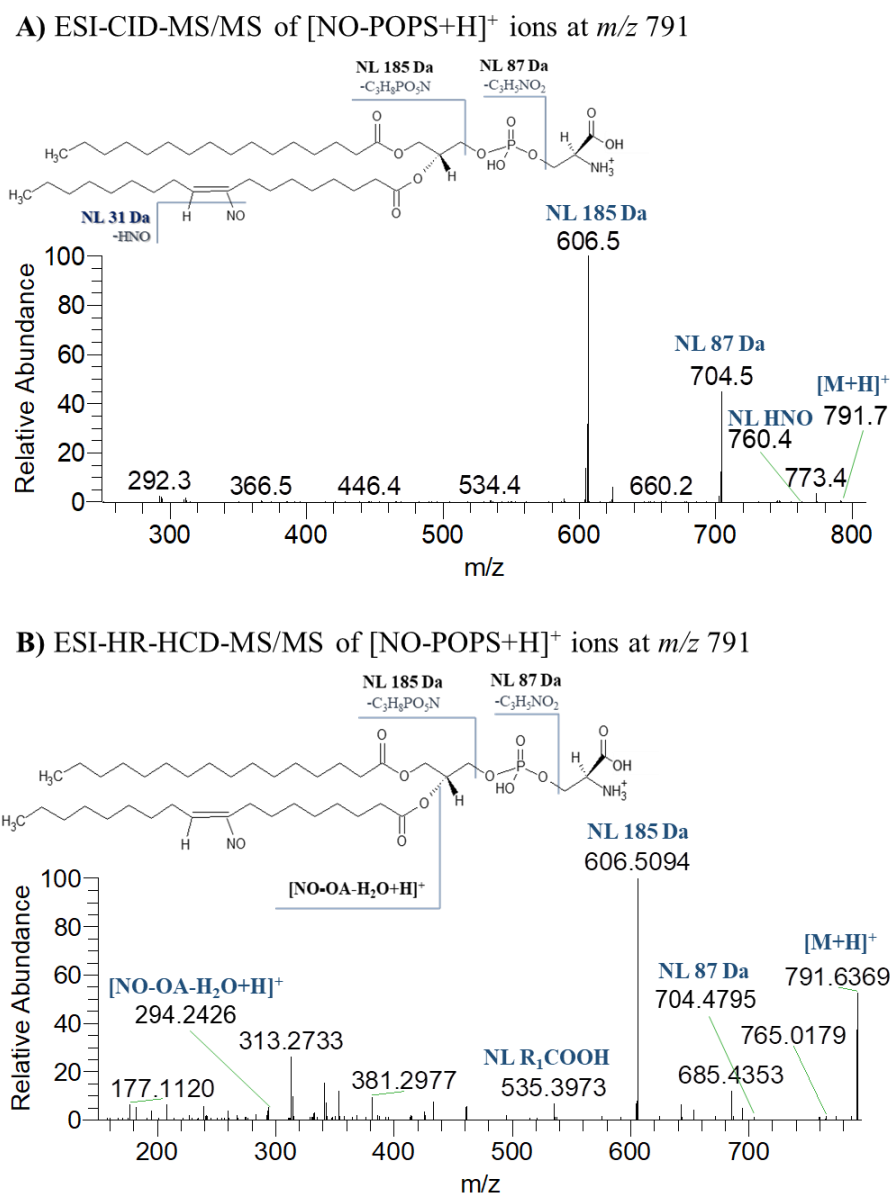 A) ESI-CID-MS/MS of [NO-POPS+H]⁺ ions at m/z 791
NL 185 Da
-C₃H₈PO₅N
NL 87 Da
-C₃H₅NO₂
H₃C
O
O
O
P
HO
O
O
H
O
OH
NH₃⁺
H
O
O
H₃C
H
NO
NL 31 Da
-HNO
NL 185 Da
606.5
NL 87 Da
704.5
[M+H]⁺
791.7
NL HNO
760.4
773.4
292.3
366.5
446.4
534.4
660.2
Relative Abundance
100
80
60
40
20
0
300 400 500 600 700 800
m/z
B) ESI-HR-HCD-MS/MS of [NO-POPS+H]⁺ ions at m/z 791
NL 185 Da
-C₃H₈PO₅N
NL 87 Da
-C₃H₅NO₂
H₃C
O
O
O
P
HO
O
O
H
O
OH
NH₃⁺
H
O
O
H₃C
H
NO
[NO-OA-H₂O+H]⁺
NL 185 Da
606.5094
[M+H]⁺
791.6369
NL 87 Da
704.4795
765.0179
[NO-OA-H₂O+H]⁺
294.2426
313.2733
NL R₁COOH
535.3973
685.4353
381.2977
177.1120
Relative Abundance
100
80
60
40
20
0
200 300 400 500 600
m/z